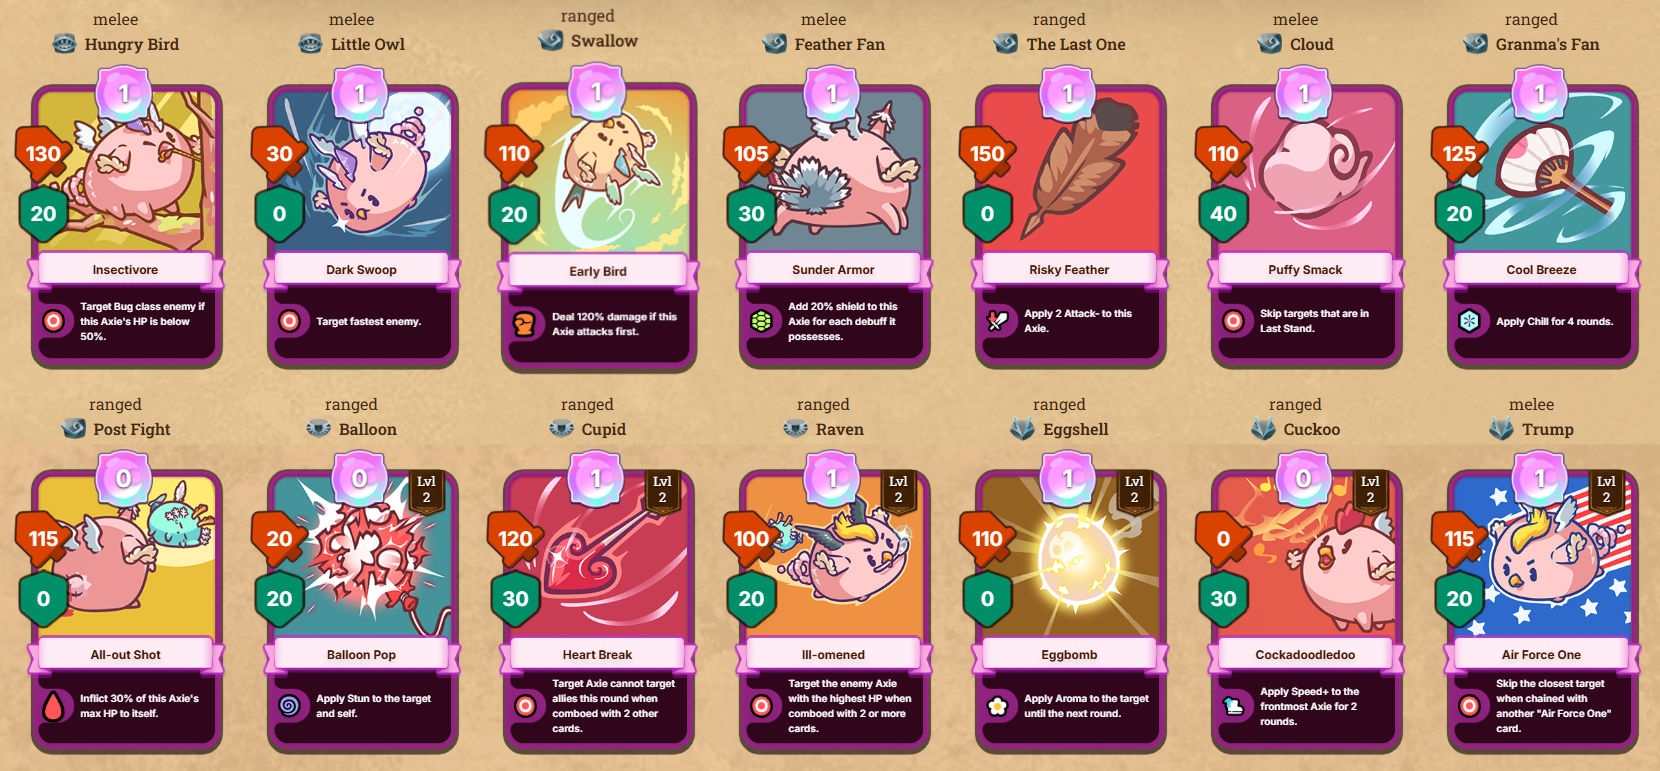 melee
Hungry Bird
1
130
20
Insectivore
Target Bug class enemy if
this Axie's HP is below
50%.
melee
Little Owl
1
30
0
Dark Swoop
Target fastest enemy.
ranged
Swallow
1
110
20
Early Bird
Deal 120% damage if this
Axie attacks first.
melee
Feather Fan
1
105
30
Sunder Armor
Add 20% shield to this
Axie for each debuff it
possesses.
ranged
The Last One
1
150
0
Risky Feather
Apply 2 Attack- to this
Axie.
melee
Cloud
1
110
40
Puffy Smack
Skip targets that are in
Last Stand.
ranged
Granma's Fan
1
125
20
Cool Breeze
Apply Chill for 4 rounds.
ranged
Post Fight
0
115
0
All-out Shot
Inflict 30% of this Axie's
max HP to itself.
ranged
Balloon
0
Lvl
2
20
20
Balloon Pop
Apply Stun to the target
and self.
ranged
Cupid
1
Lvl
2
120
30
Heart Break
Target Axie cannot target
allies this round when
comboed with 2 other
cards.
ranged
Raven
1
Lvl
2
100
20
Ill-omened
Target the enemy Axie
with the highest HP when
comboed with 2 or more
cards.
ranged
Eggshell
1
Lvl
2
110
0
Eggbomb
Apply Aroma to the target
until the next round.
ranged
Cuckoo
0
Lvl
2
0
30
Cockadoodledoo
Apply Speed+ to the
frontmost Axie for 2
rounds.
melee
Trump
1
Lvl
2
115
20
Air Force One
Skip the closest target
when chained with
another "Air Force One"
card.